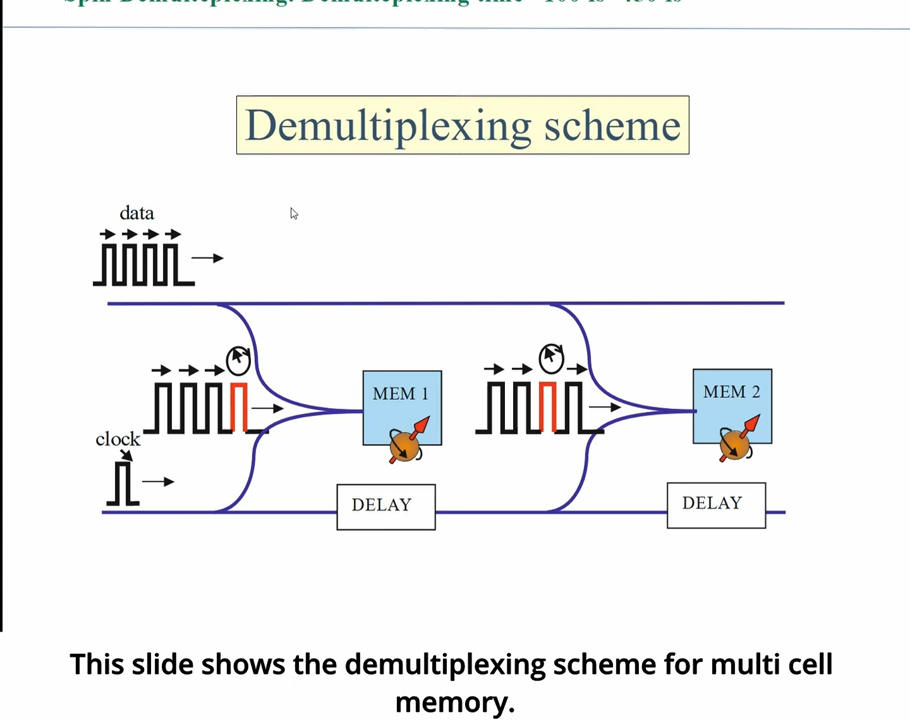 Demultiplexing scheme
data
MEM 1
MEM 2
clock
DELAY
DELAY
This slide shows the demultiplexing scheme for multi cell
memory.